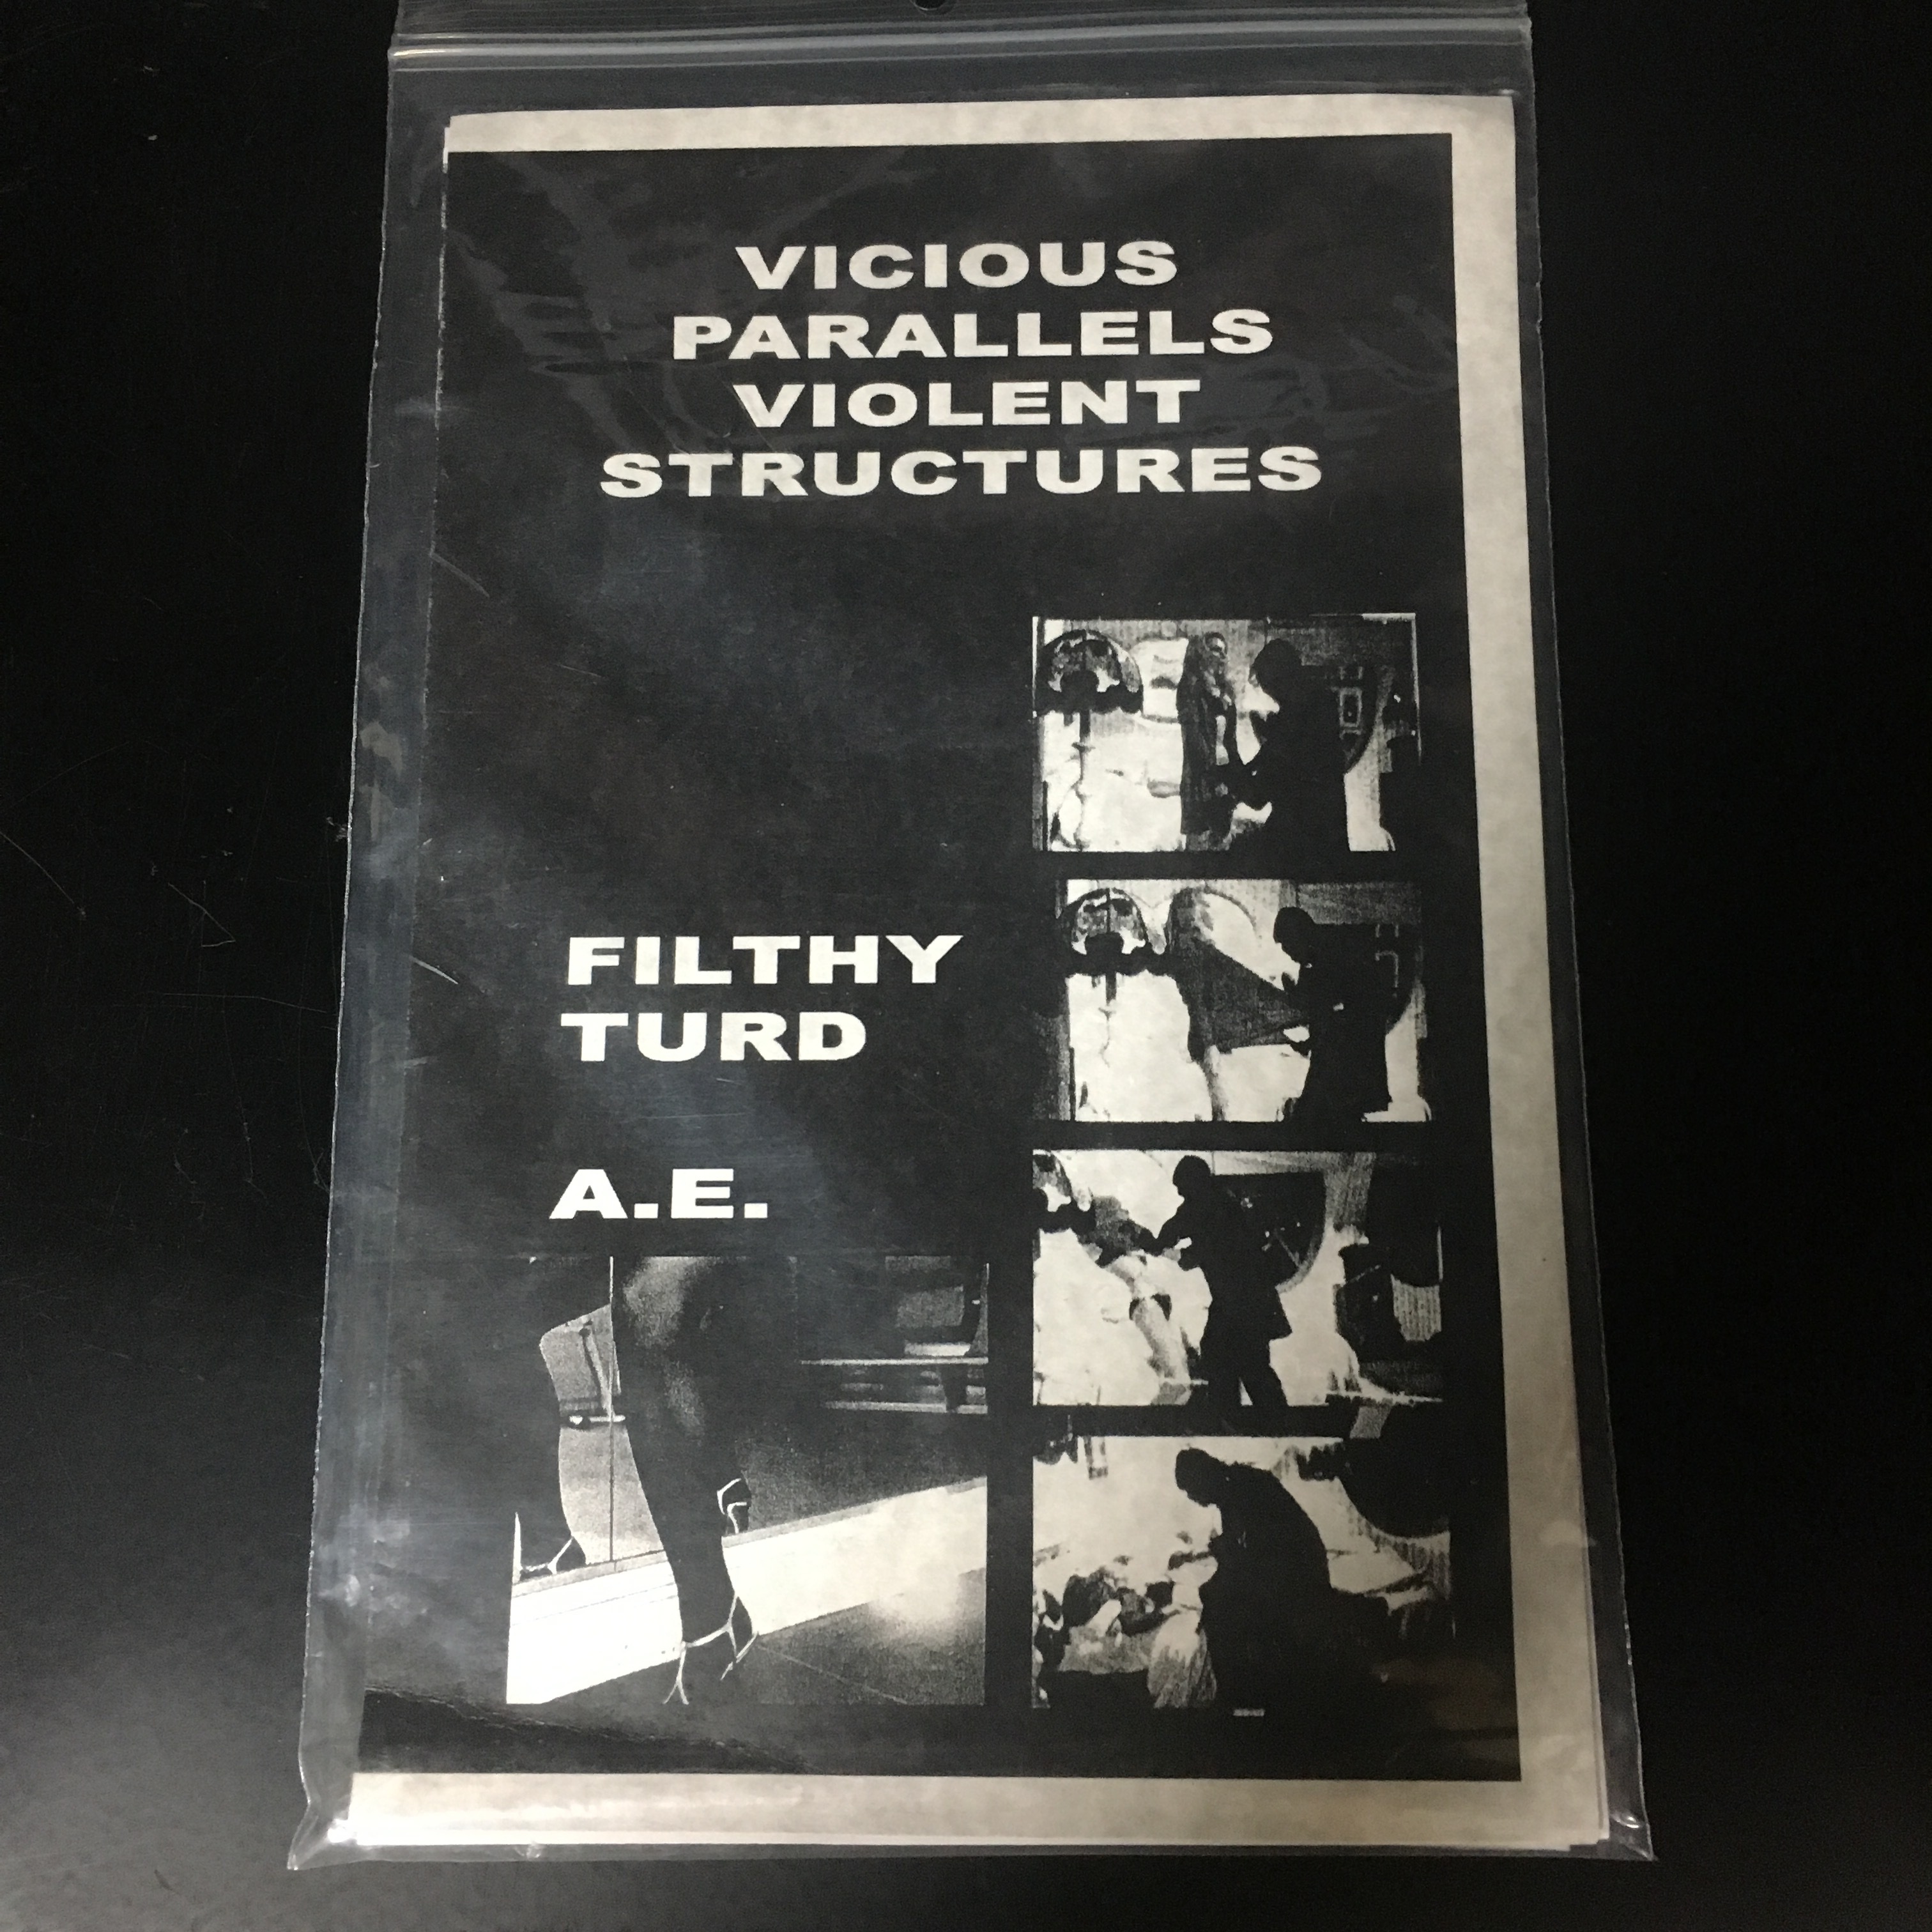 VICIOUS
PARALLELS
VIOLENT
STRUCTURES
FILTHY
TURD
A.E.